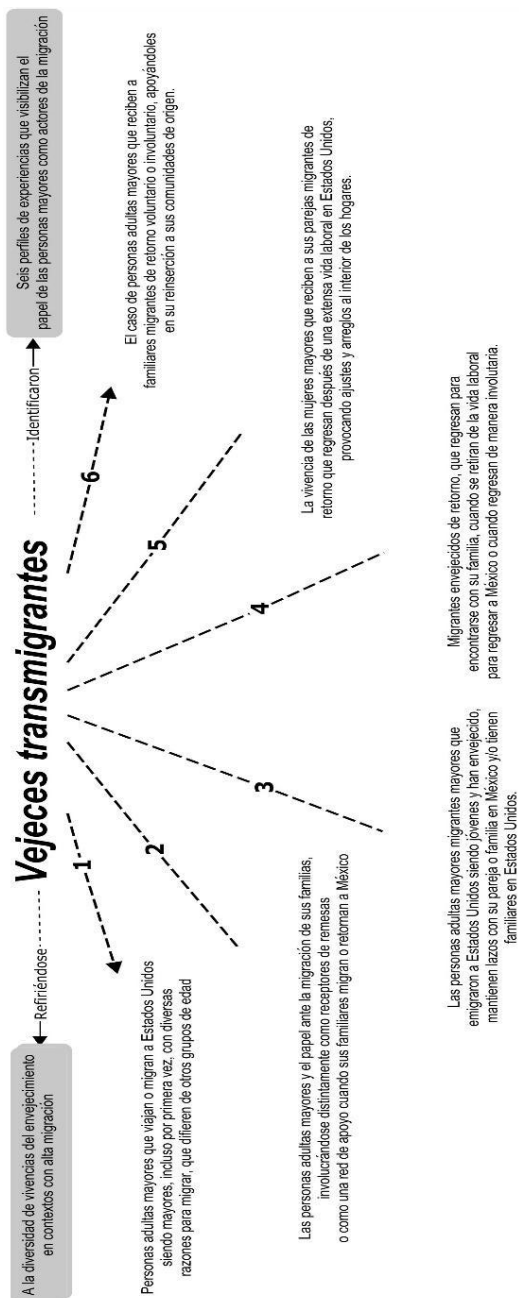 Vejeces transmigrantes
Refiriéndose
A la diversidad de vivencias del envejecimiento
en contextos con alta migración
Identificaron
Seis perfiles de experiencias que visibilizan el
papel de las personas mayores como actores de la migración
1
Personas adultas mayores que viajan o migran a Estados Unidos
siendo mayores, incluso por primera vez, con diversas
razones para migrar, que difieren de otros grupos de edad
2
Las personas adultas mayores y el papel ante la migración de sus familias,
involucrándose distintamente como receptores de remesas
o como una red de apoyo cuando sus familiares migran o retornan a México
3
Las personas adultas mayores migrantes mayores que
emigraron a Estados Unidos siendo jóvenes y han envejecido,
mantienen lazos con su pareja o familia en México y/o tienen
familiares en Estados Unidos.
4
Migrantes envejecidos de retorno, que regresan para
encontrarse con su familia, cuando se retiran de la vida laboral
para regresar a México o cuando regresan de manera involutaria.
5
La vivencia de las mujeres mayores que reciben a sus parejas migrantes de
retorno que regresan después de una extensa vida laboral en Estados Unidos,
provocando ajustes y arreglos al interior de los hogares.
6
El caso de personas adultas mayores que reciben a
familiares migrantes de retorno voluntario o involuntario, apoyándoles
en su reinserción a sus comunidades de origen.